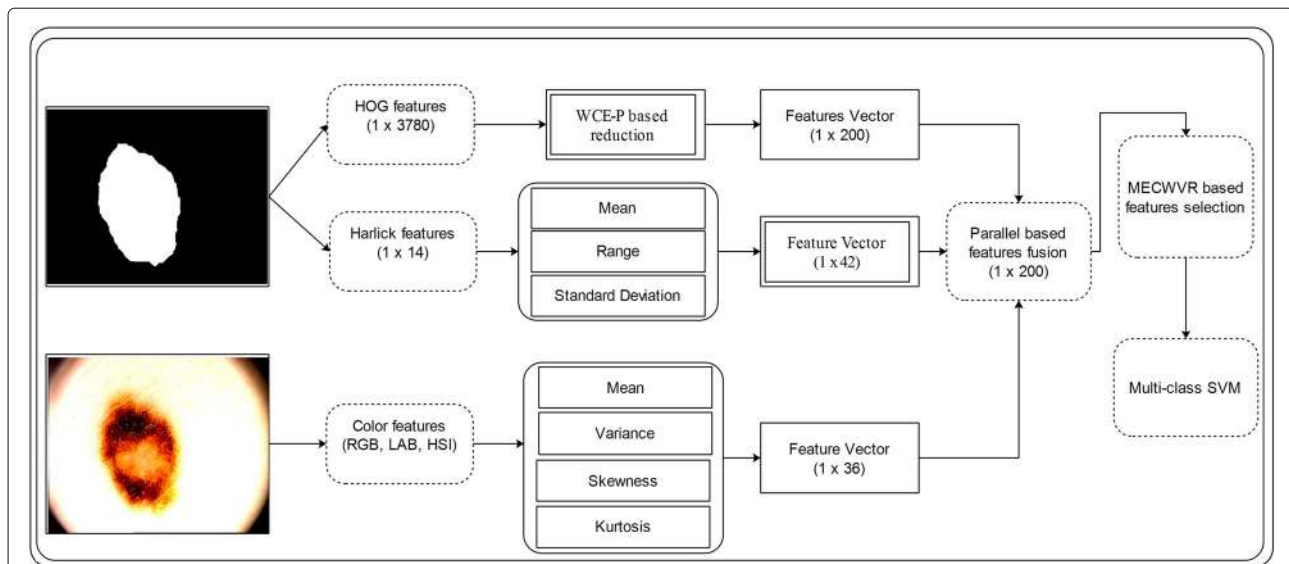 HOG features
(1 x 3780)
WCE-P based
reduction
Features Vector
(1 x 200)
Harlick features
(1 x 14)
Mean
Range
Standard Deviation
Feature Vector
(1 x 42)
Parallel based
features fusion
(1 x 200)
MECWVR based
features selection
Multi-class SVM
Color features
(RGB, LAB, HSI)
Mean
Variance
Skewness
Kurtosis
Feature Vector
(1 x 36)